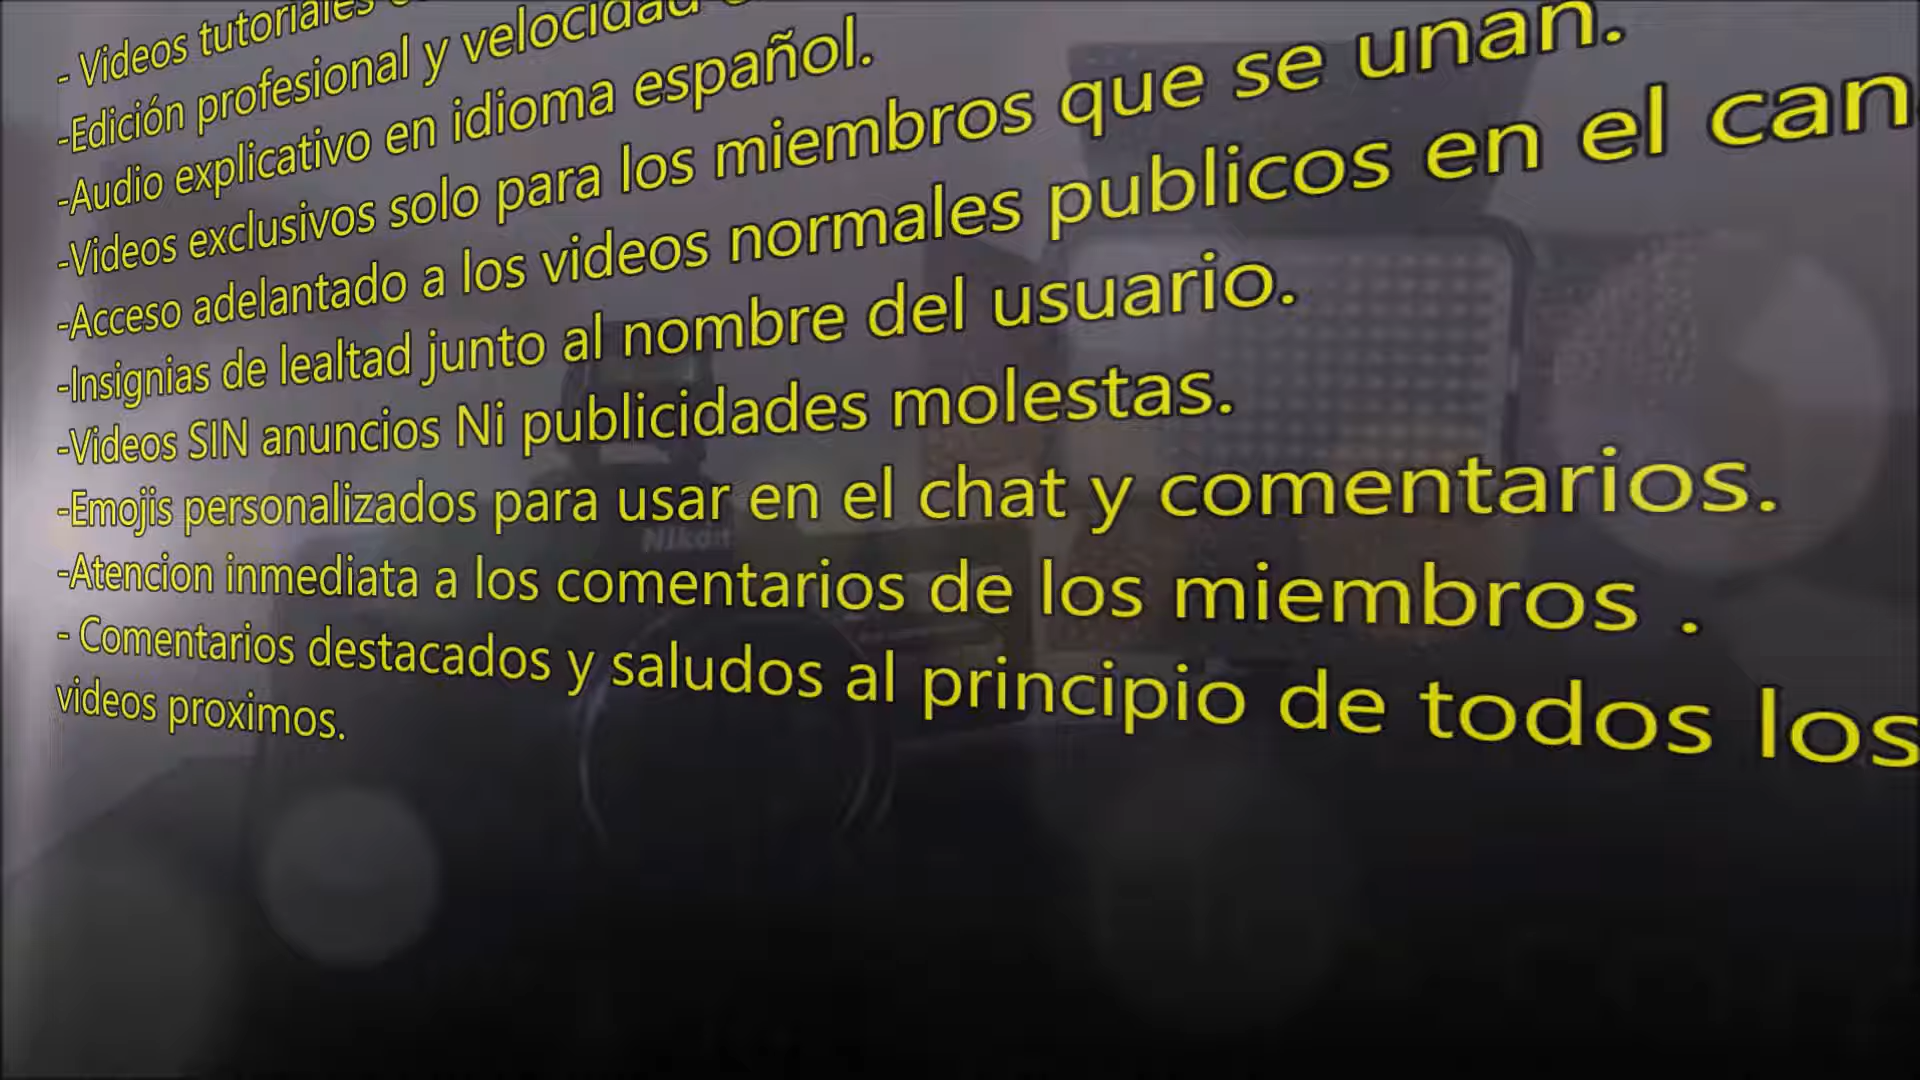 - Videos tutoriales
-Edición profesional y velocidad
-Audio explicativo en idioma español.
-Videos exclusivos solo para los miembros que se unan.
-Acceso adelantado a los videos normales publicos en el
-Insignias de lealtad junto al nombre del usuario.
-Videos SIN anuncios Ni publicidades molestas.
-Emojis personalizados para usar en el chat y comentarios.
Nikon
-Atencion inmediata a los comentarios de los miembros .
- Comentarios destacados y saludos al principio de todos los
videos proximos.